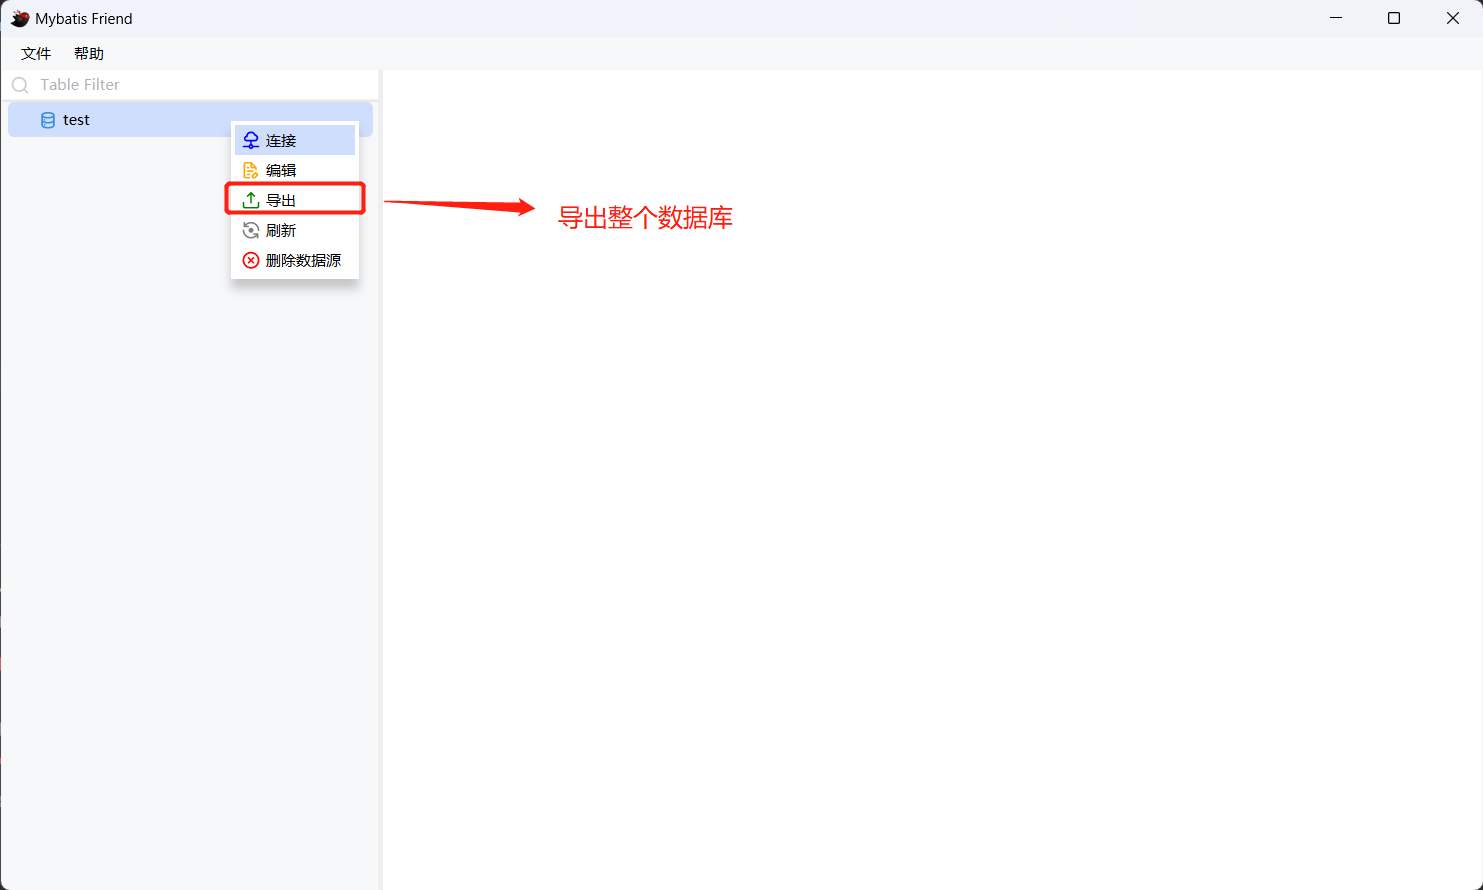 Mybatis Friend
文件 帮助
Table Filter
test
连接
编辑
导出
导出整个数据库
刷新
删除数据源